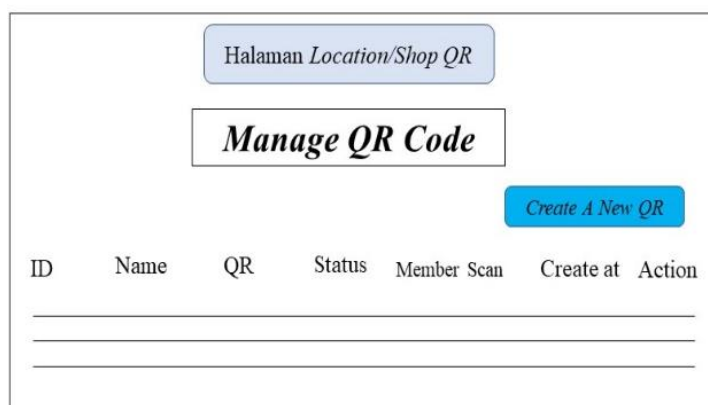 Halaman Location/Shop QR
Manage QR Code
Create A New QR
ID Name QR Status Member Scan Create at Action